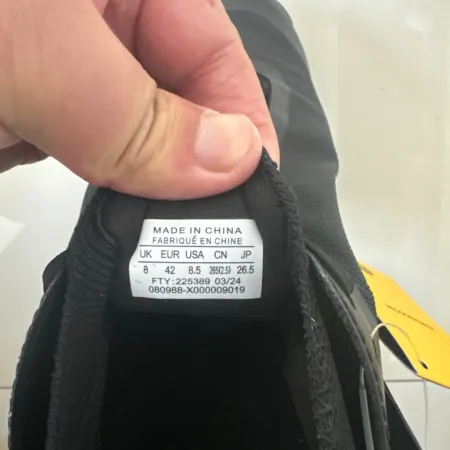 MADE IN CHINA
FABRIQUÉ EN CHINE
UK EUR USA CN JP
8 42 8.5 265(2.5) 26.5
FTY:225389 03/24
080988-X000009019